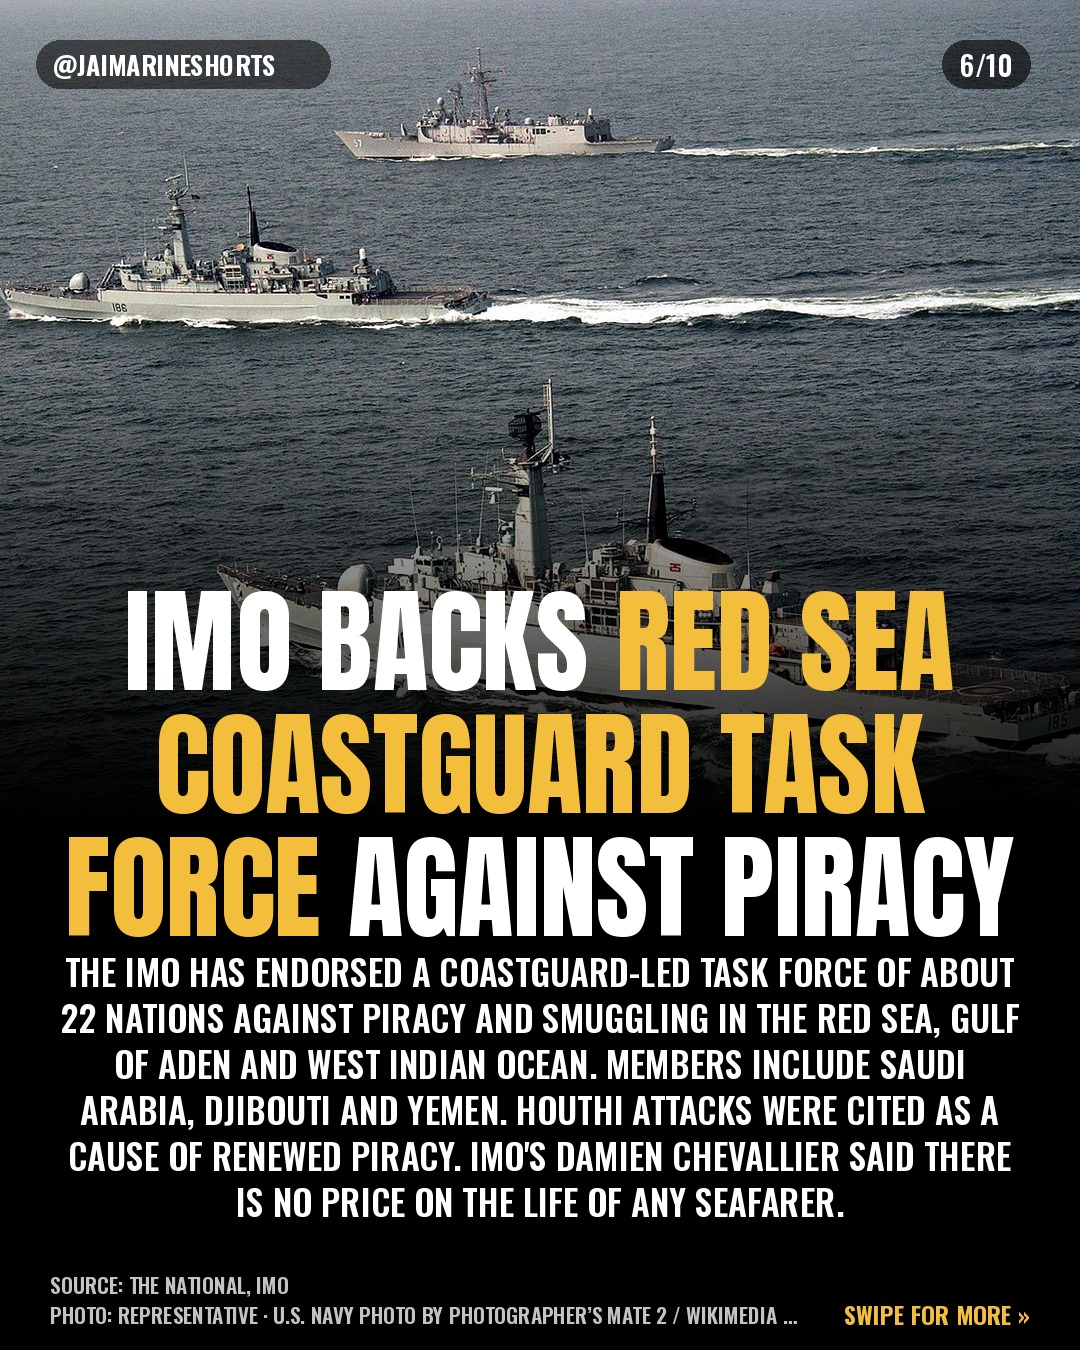 @JAIMARINESHORTS
6/10
57
186
185
IMO BACKS RED SEA
COASTGUARD TASK
FORCE AGAINST PIRACY
THE IMO HAS ENDORSED A COASTGUARD-LED TASK FORCE OF ABOUT
22 NATIONS AGAINST PIRACY AND SMUGGLING IN THE RED SEA, GULF
OF ADEN AND WEST INDIAN OCEAN. MEMBERS INCLUDE SAUDI
ARABIA, DJIBOUTI AND YEMEN. HOUTHI ATTACKS WERE CITED AS A
CAUSE OF RENEWED PIRACY. IMO'S DAMIEN CHEVALLIER SAID THERE
IS NO PRICE ON THE LIFE OF ANY SEAFARER.
SOURCE: THE NATIONAL, IMO
PHOTO: REPRESENTATIVE · U.S. NAVY PHOTO BY PHOTOGRAPHER’S MATE 2 / WIKIMEDIA ...
SWIPE FOR MORE »